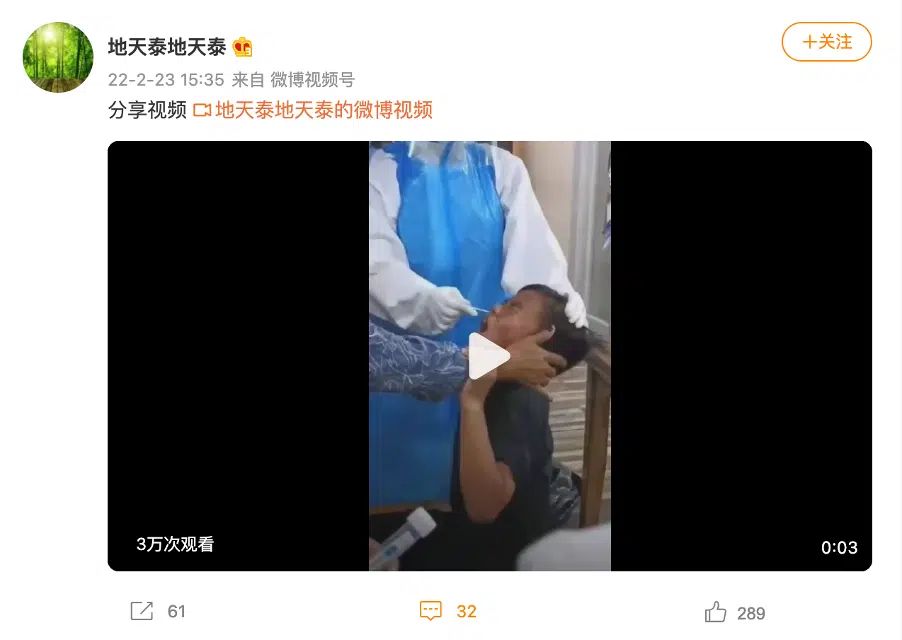 地天泰地天泰
+关注
22-2-23 15:35 来自 微博视频号
分享视频 地天泰地天泰的微博视频
3万次观看
0:03
61
32
289